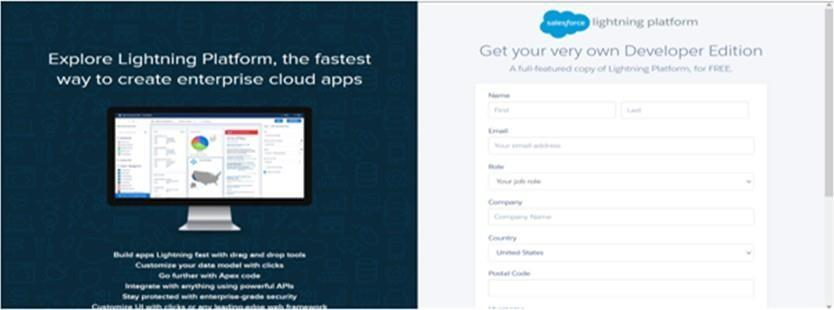 Explore Lightning Platform, the fastest
way to create enterprise cloud apps
Build apps Lightning fast with drag and drop tools
Customize your data model with clicks
Go further with Apex code
Integrate with anything using powerful APIs
Stay protected with enterprise-grade security
Customize UI with clicks or any leading-edge web framework
salesforce lightning platform
Get your very own Developer Edition
A full-featured copy of Lightning Platform, for FREE.
Name
First Last
Email
Your email address
Role
Your job role
Company
Company Name
Country
United States
Postal Code